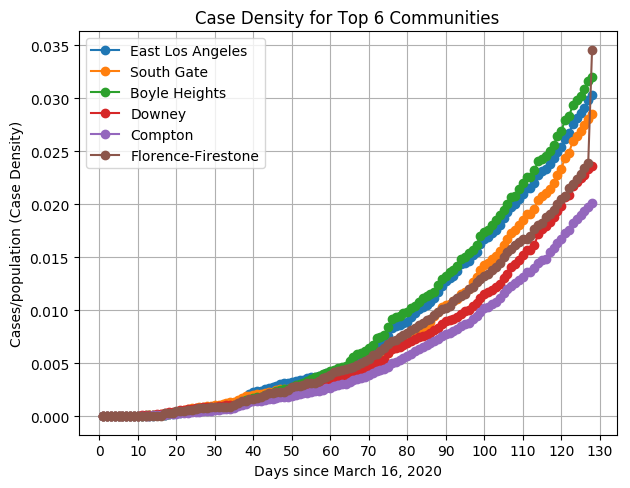 Case Density for Top 6 Communities
East Los Angeles
South Gate
Boyle Heights
Downey
Compton
Florence-Firestone
Cases/population (Case Density)
0.035
0.030
0.025
0.020
0.015
0.010
0.005
0.000
0 10 20 30 40 50 60 70 80 90 100 110 120 130
Days since March 16, 2020